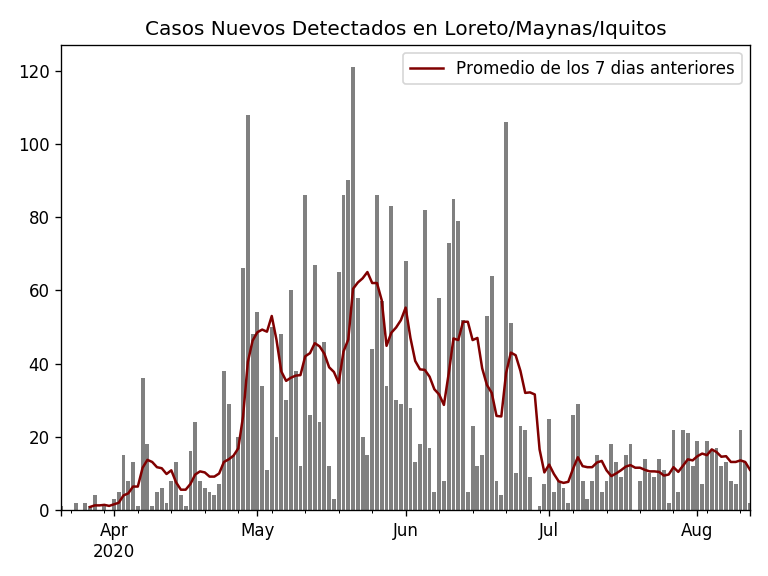 Casos Nuevos Detectados en Loreto/Maynas/Iquitos
Promedio de los 7 dias anteriores
120
100
80
60
40
20
0
Apr May Jun Jul Aug
2020